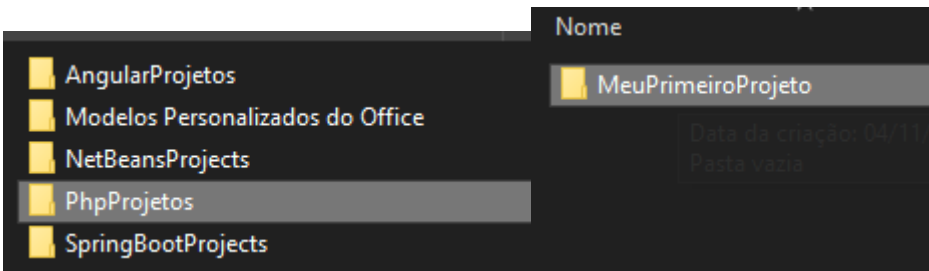 AngularProjetos
Modelos Personalizados do Office
NetBeansProjects
PhpProjetos
SpringBootProjects
Nome
MeuPrimeiroProjeto
Data da criação: 04/11/
Pasta vazia